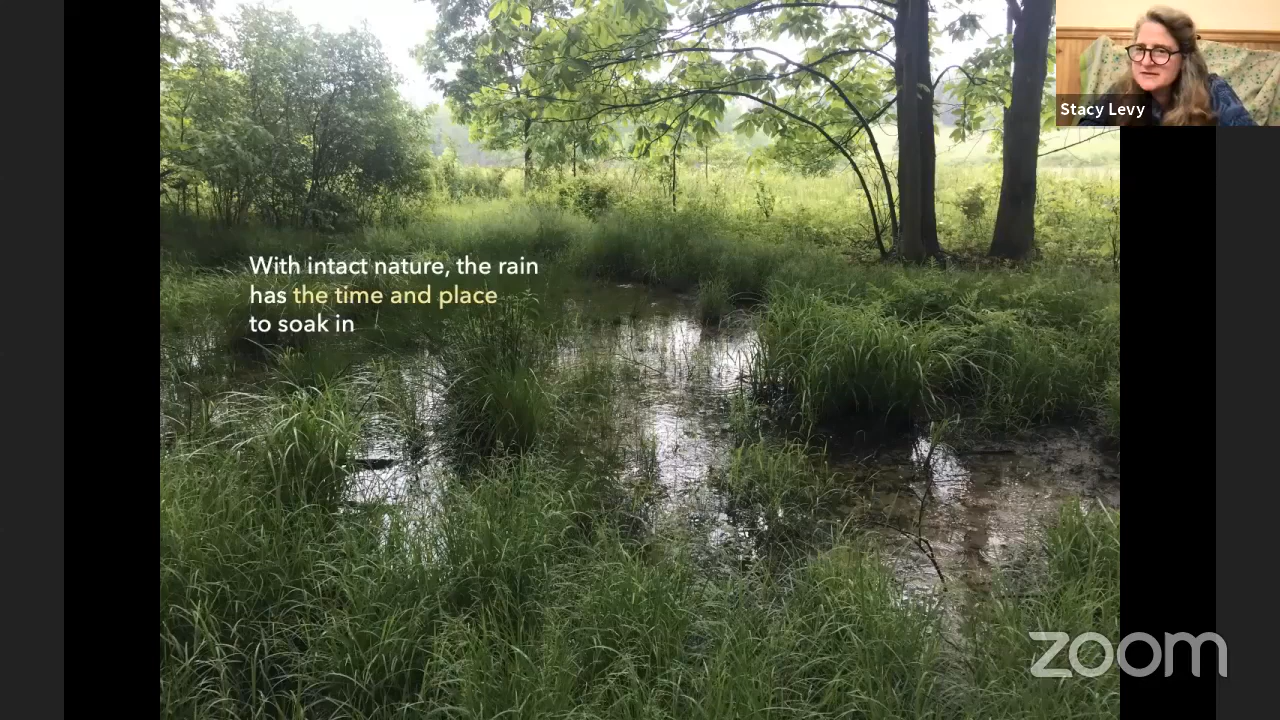 Stacy Levy
With intact nature, the rain
has the time and place
to soak in
zoom